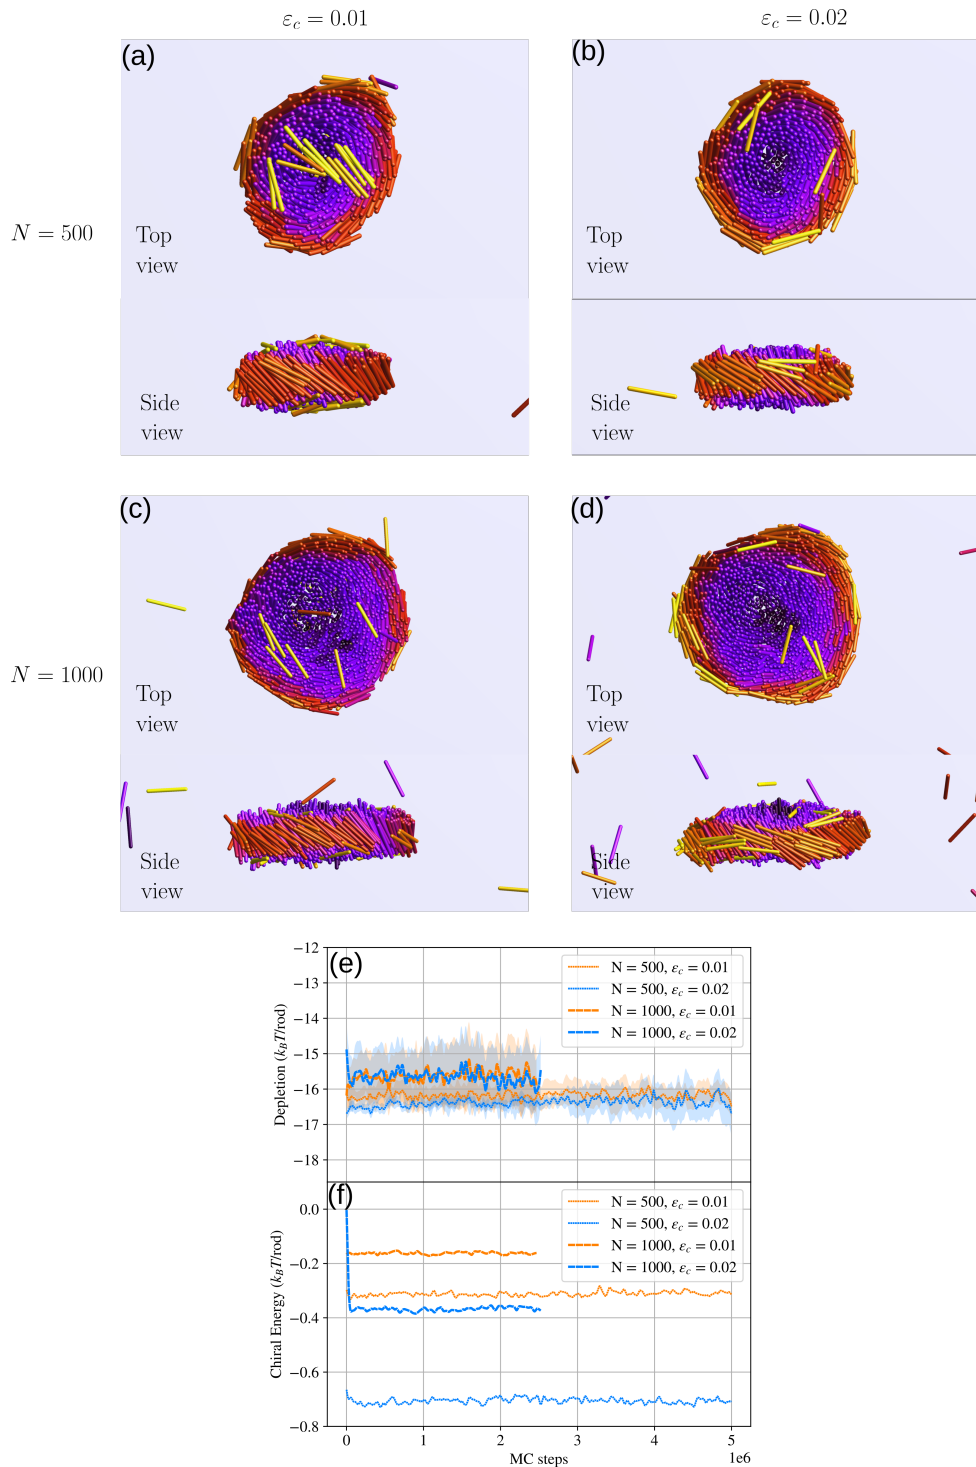 ε_c = 0.01
ε_c = 0.02
(a)
(b)
N = 500
Top
view
Top
view
Side
view
Side
view
(c)
(d)
N = 1000
Top
view
Top
view
Side
view
Side
view
(e)
−12
−13
−14
−15
−16
−17
−18
Depletion (k_BT/rod)
N = 500, ε_c = 0.01
N = 500, ε_c = 0.02
N = 1000, ε_c = 0.01
N = 1000, ε_c = 0.02
(f)
0.0
−0.2
−0.4
−0.6
−0.8
Chiral Energy (k_BT/rod)
N = 500, ε_c = 0.01
N = 500, ε_c = 0.02
N = 1000, ε_c = 0.01
N = 1000, ε_c = 0.02
0 1 2 3 4 5
1e6
MC steps